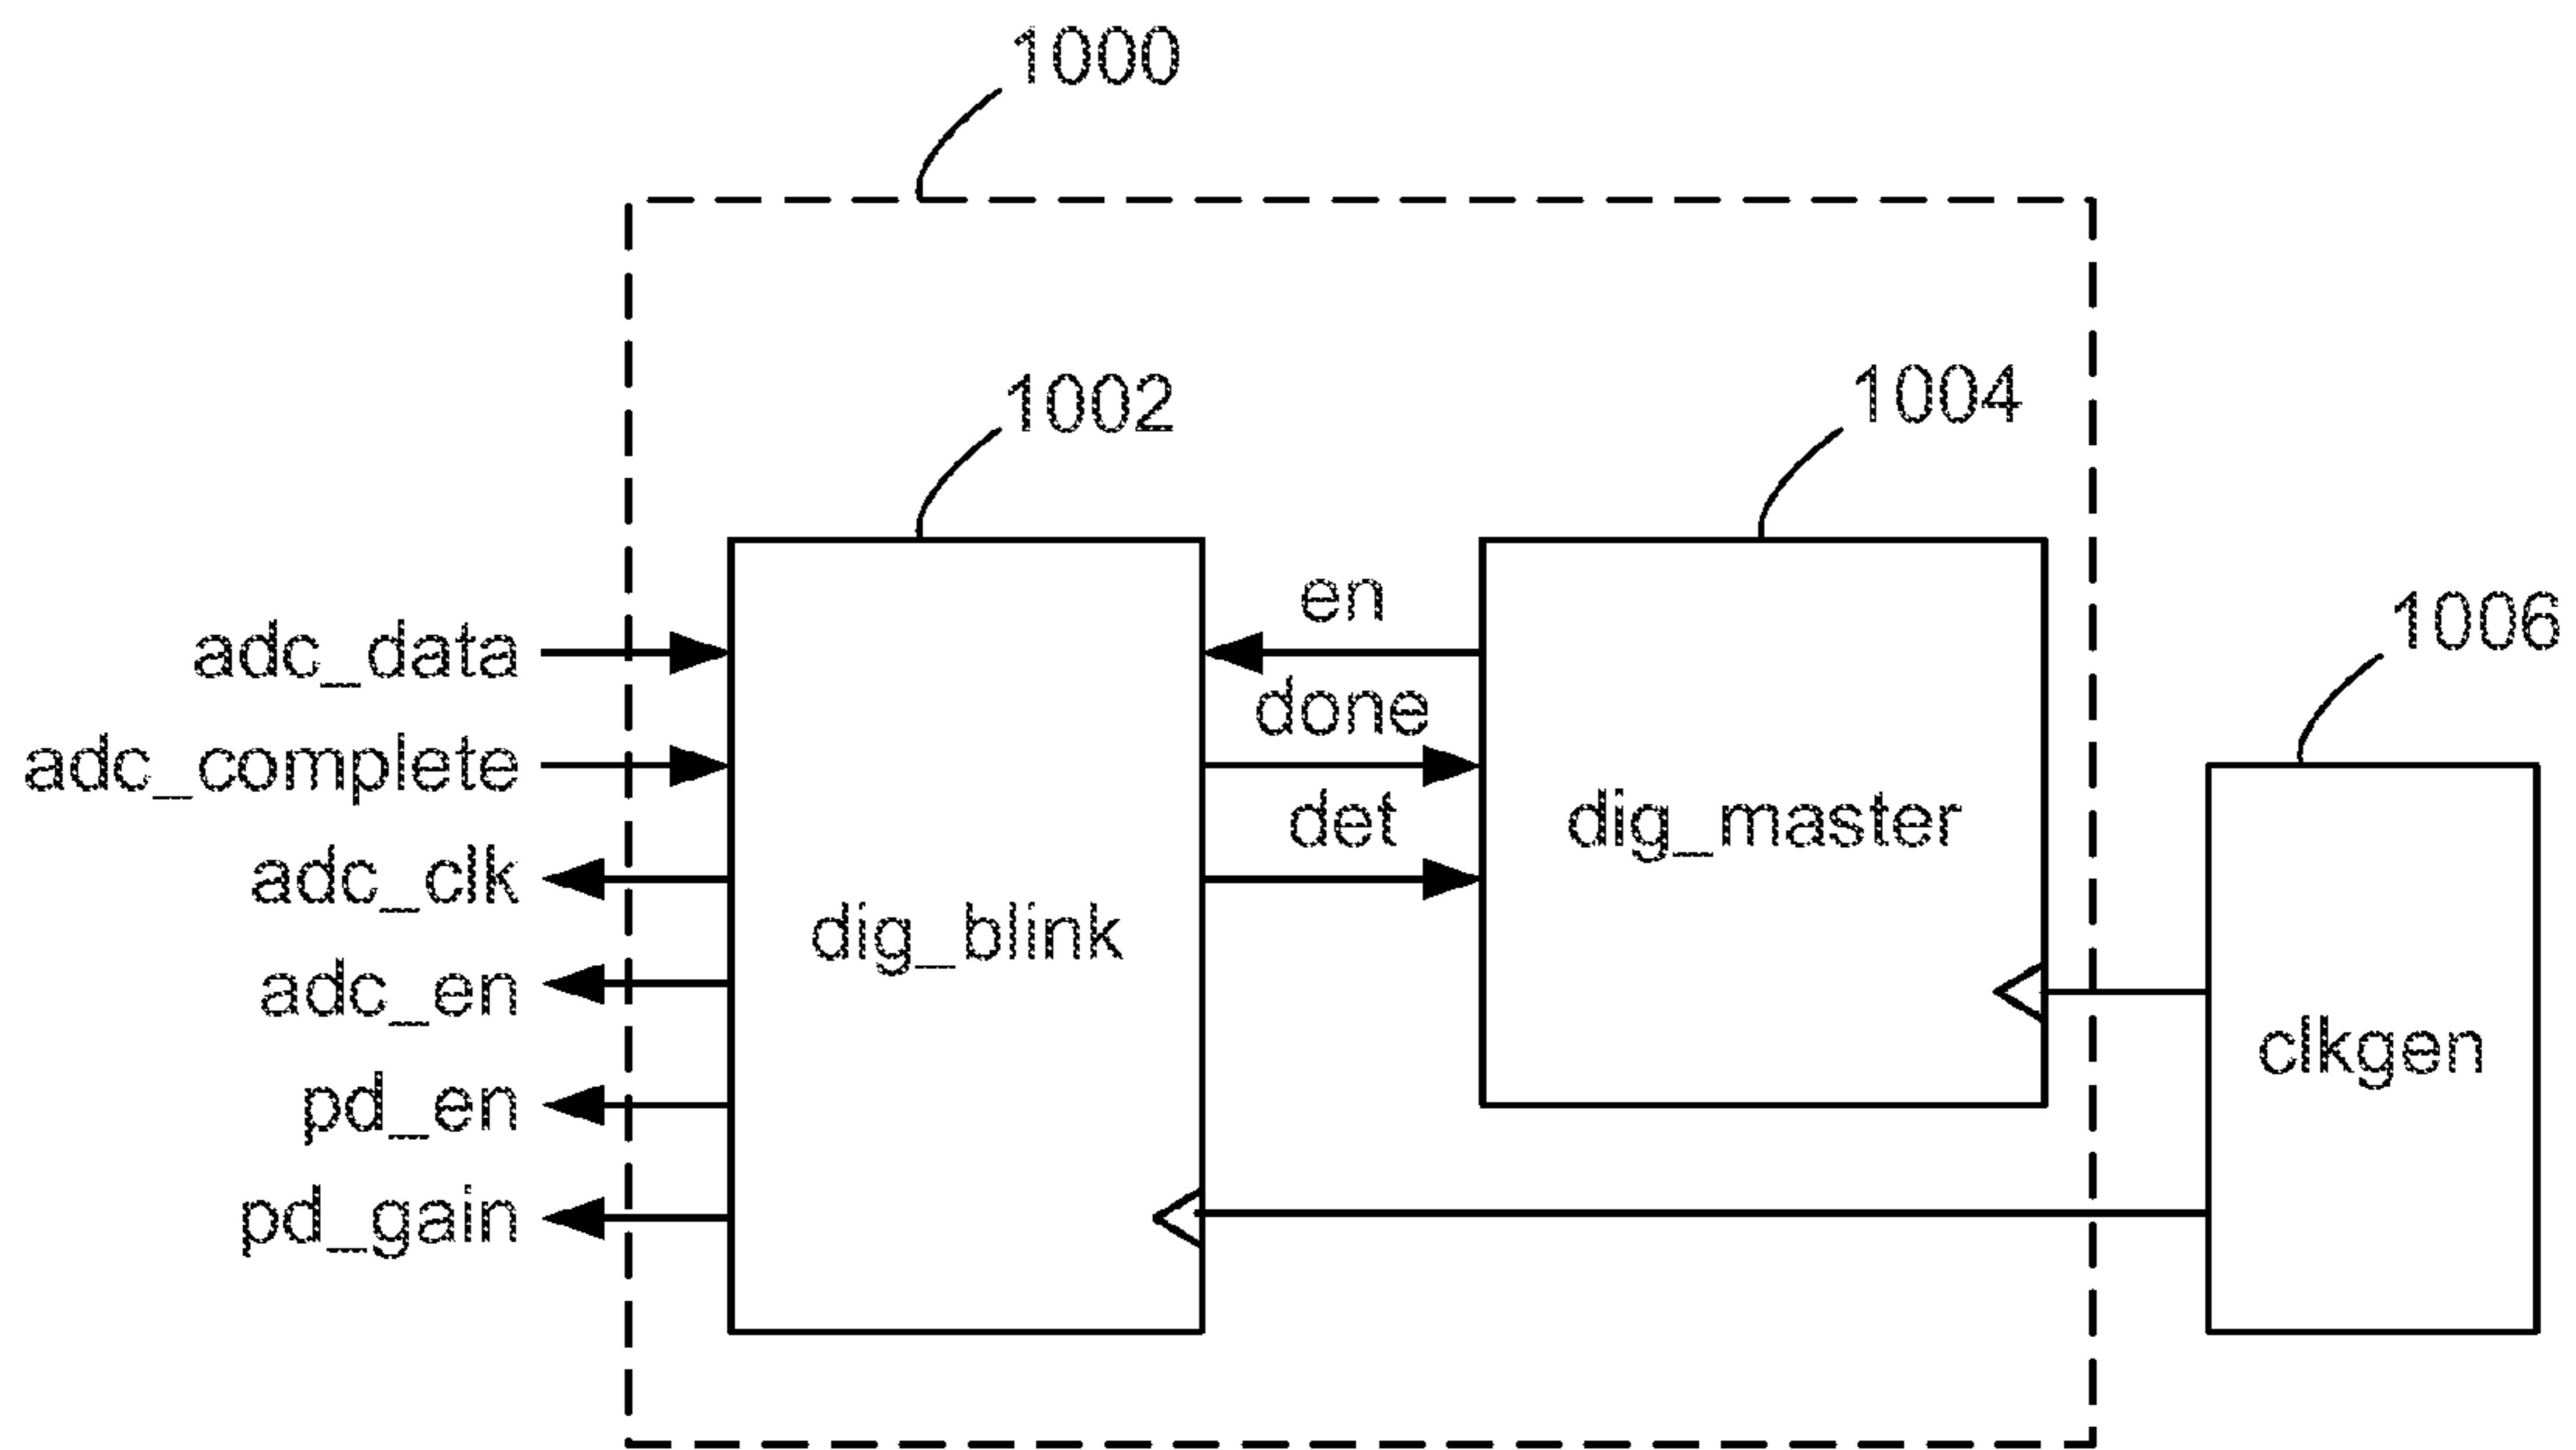 1000
1002
1004
1006
en
adc_data
done
adc_complete
det
dig_master
adc_clk
dig_blink
adc_en
clkgen
pd_en
pd_gain